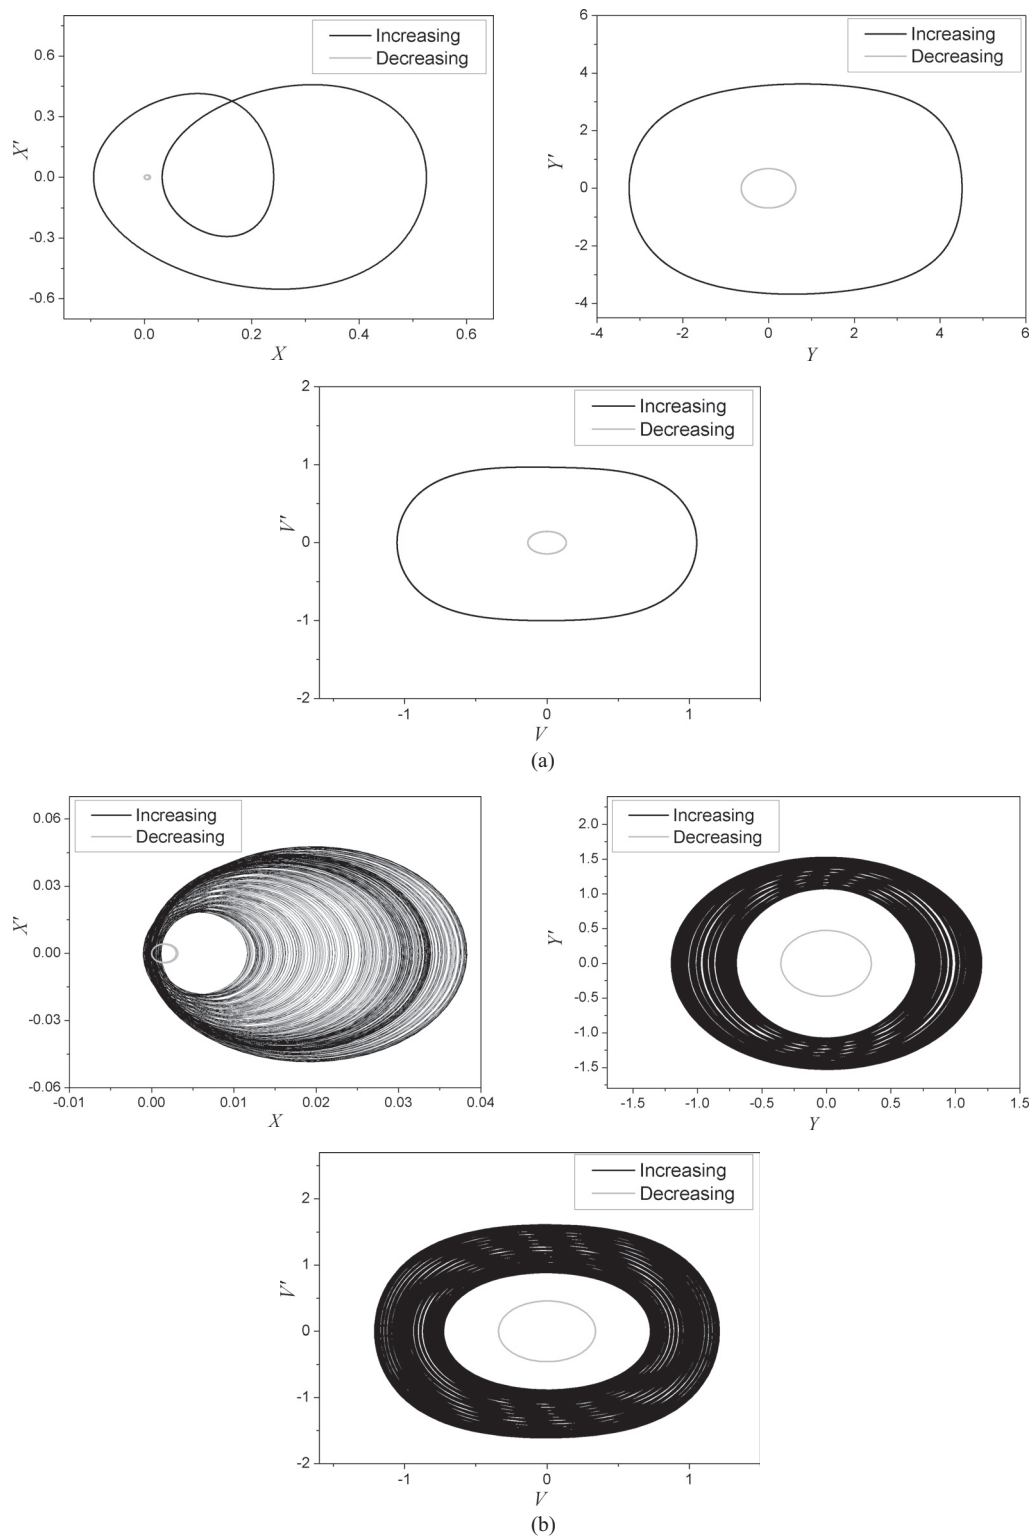 Increasing
Decreasing
0.6
0.3
0.0
-0.3
-0.6
X'
0.0
0.2
0.4
0.6
X
Increasing
Decreasing
6
4
2
0
-2
-4
Y'
-4
-2
0
2
4
6
Y
Increasing
Decreasing
2
1
0
-1
-2
V'
-1
0
1
V
(a)
Increasing
Decreasing
0.06
0.03
0.00
-0.03
-0.06
X'
-0.01
0.00
0.01
0.02
0.03
0.04
X
Increasing
Decreasing
2.0
1.5
1.0
0.5
0.0
-0.5
-1.0
-1.5
Y'
-1.5
-1.0
-0.5
0.0
0.5
1.0
1.5
Y
Increasing
Decreasing
2
1
0
-1
-2
V'
-1
0
1
V
(b)